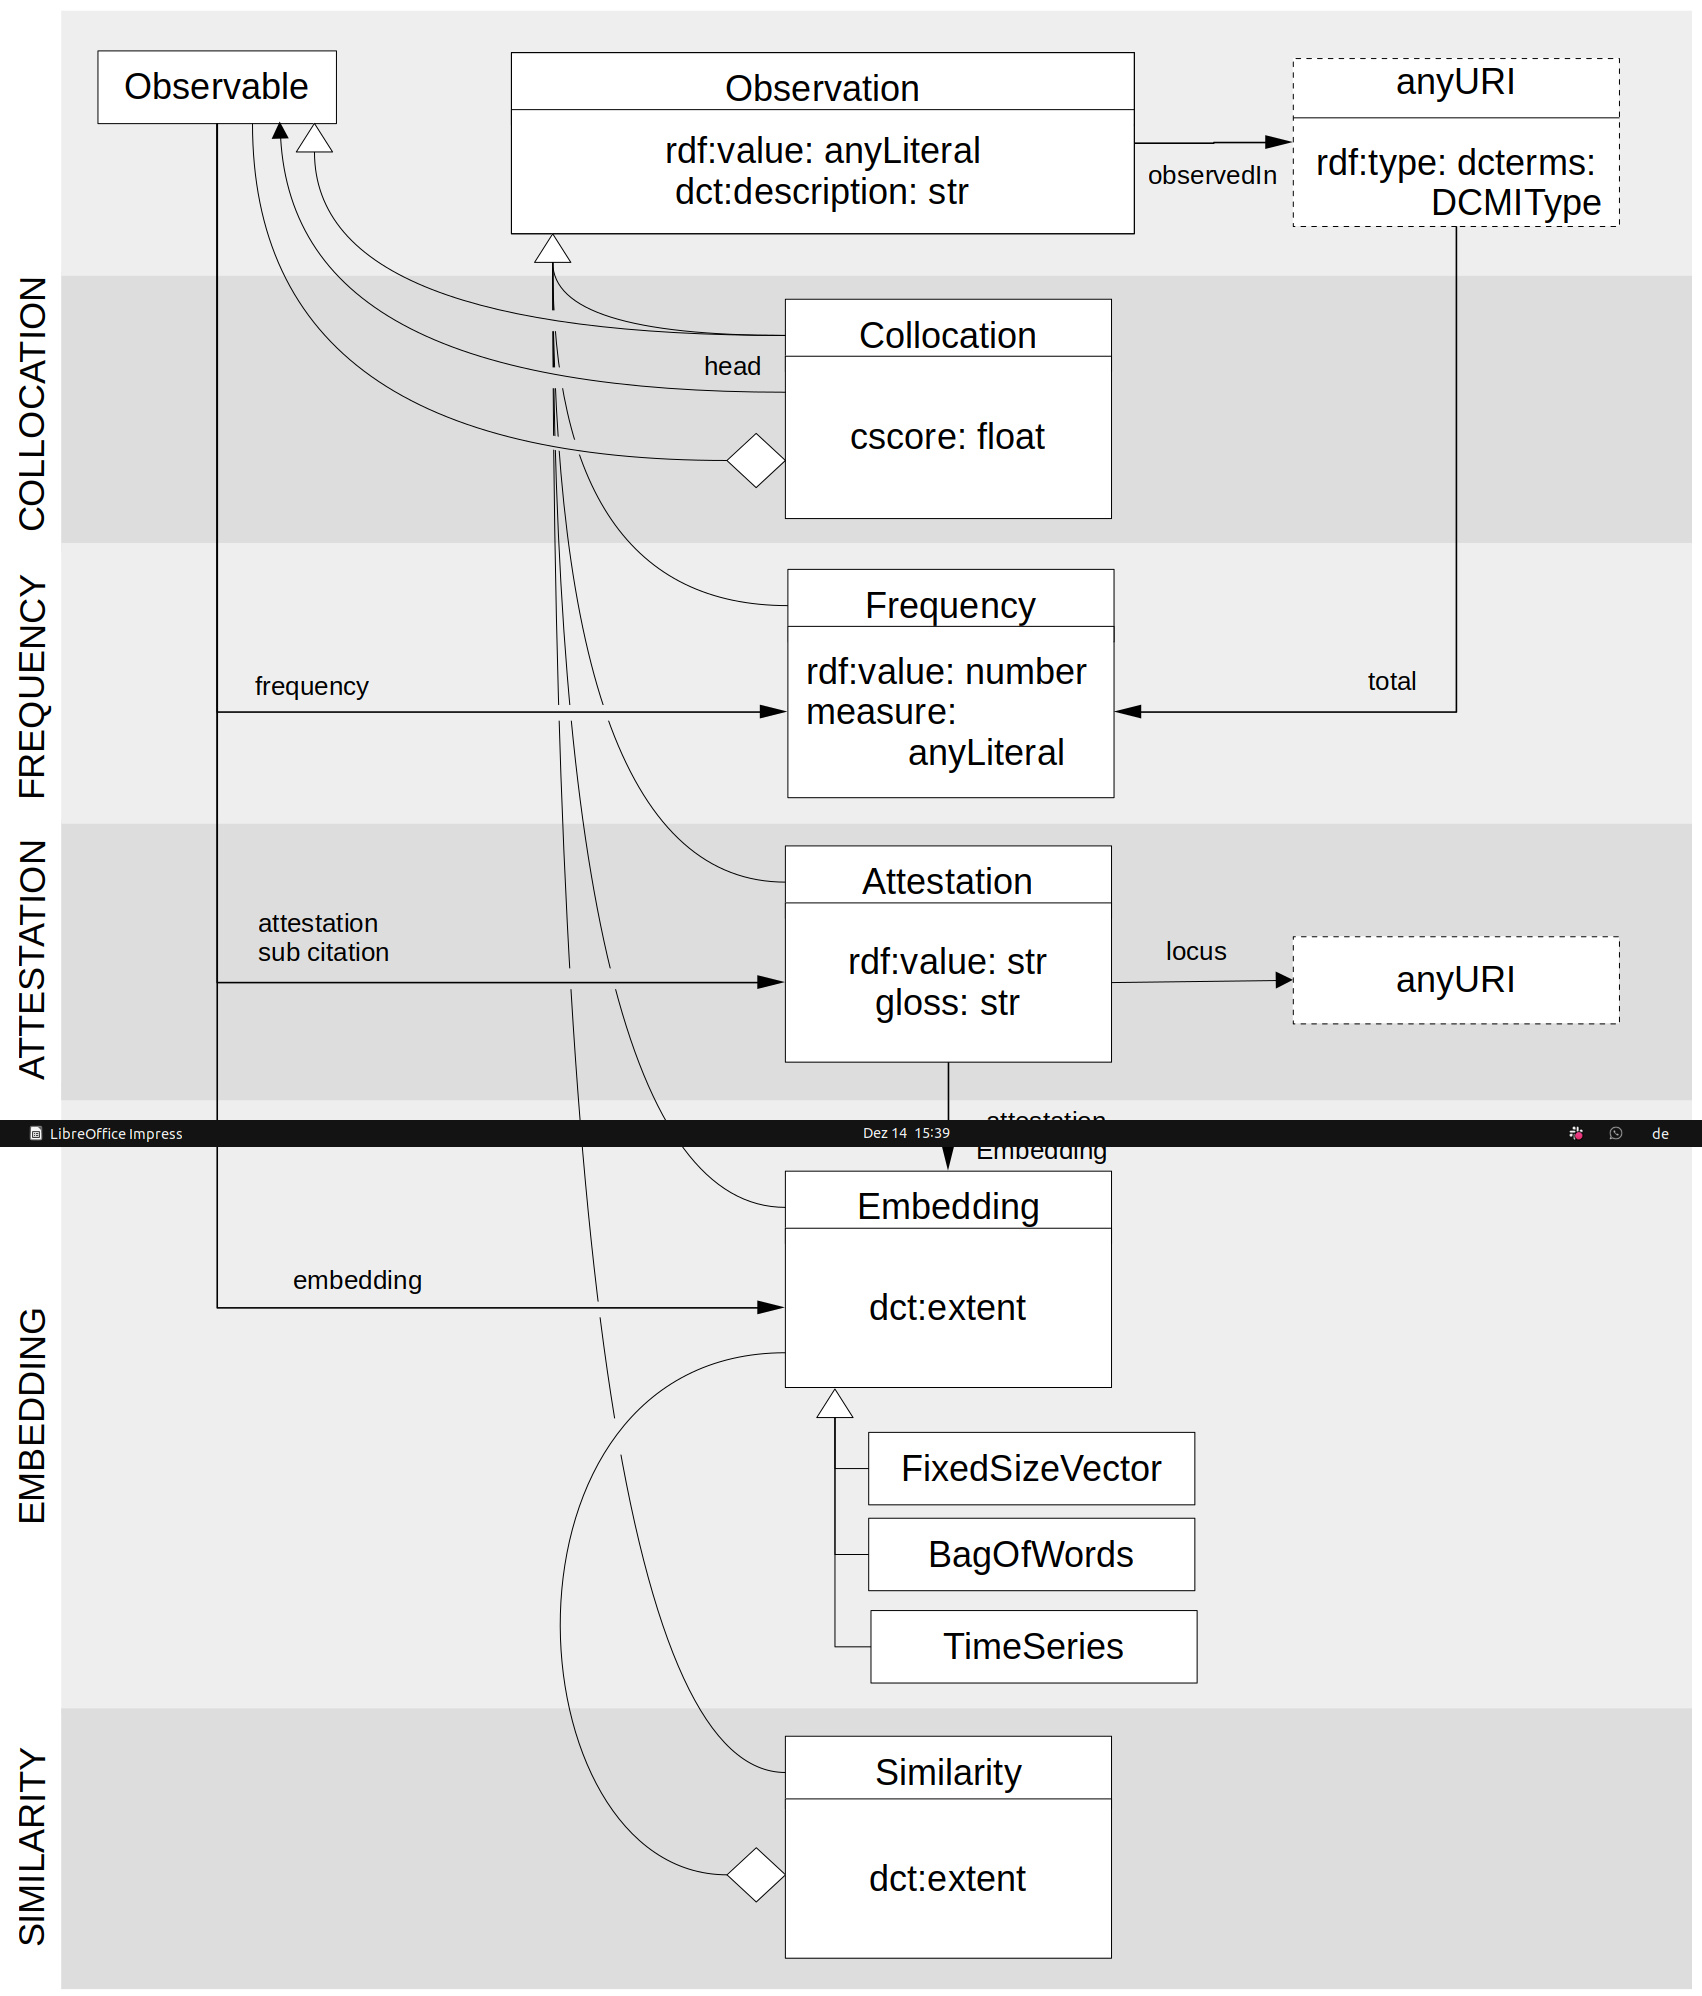 Observable
Observation
rdf:value: anyLiteral
dct:description: str
observedIn
anyURI
rdf:type: dcterms:
DCMIType
COLLOCATION
Collocation
head
cscore: float
FREQUENCY
Frequency
rdf:value: number
measure:
anyLiteral
frequency
total
ATTESTATION
Attestation
attestation
sub citation
rdf:value: str
gloss: str
locus
anyURI
attestation
LibreOffice Impress
Dez 14 15:39
de
Embedding
EMBEDDING
Embedding
embedding
dct:extent
FixedSizeVector
BagOfWords
TimeSeries
SIMILARITY
Similarity
dct:extent